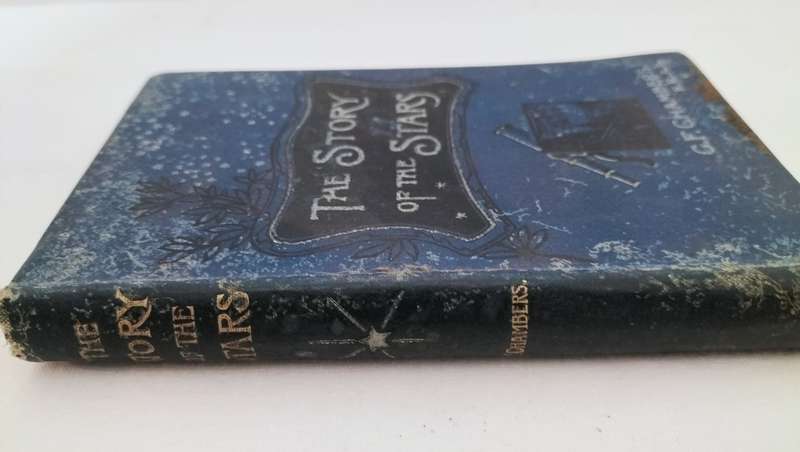 THE STORY
OF THE STARS
G.F. CHAMBERS
THE
STORY
OF THE
STARS
CHAMBERS.